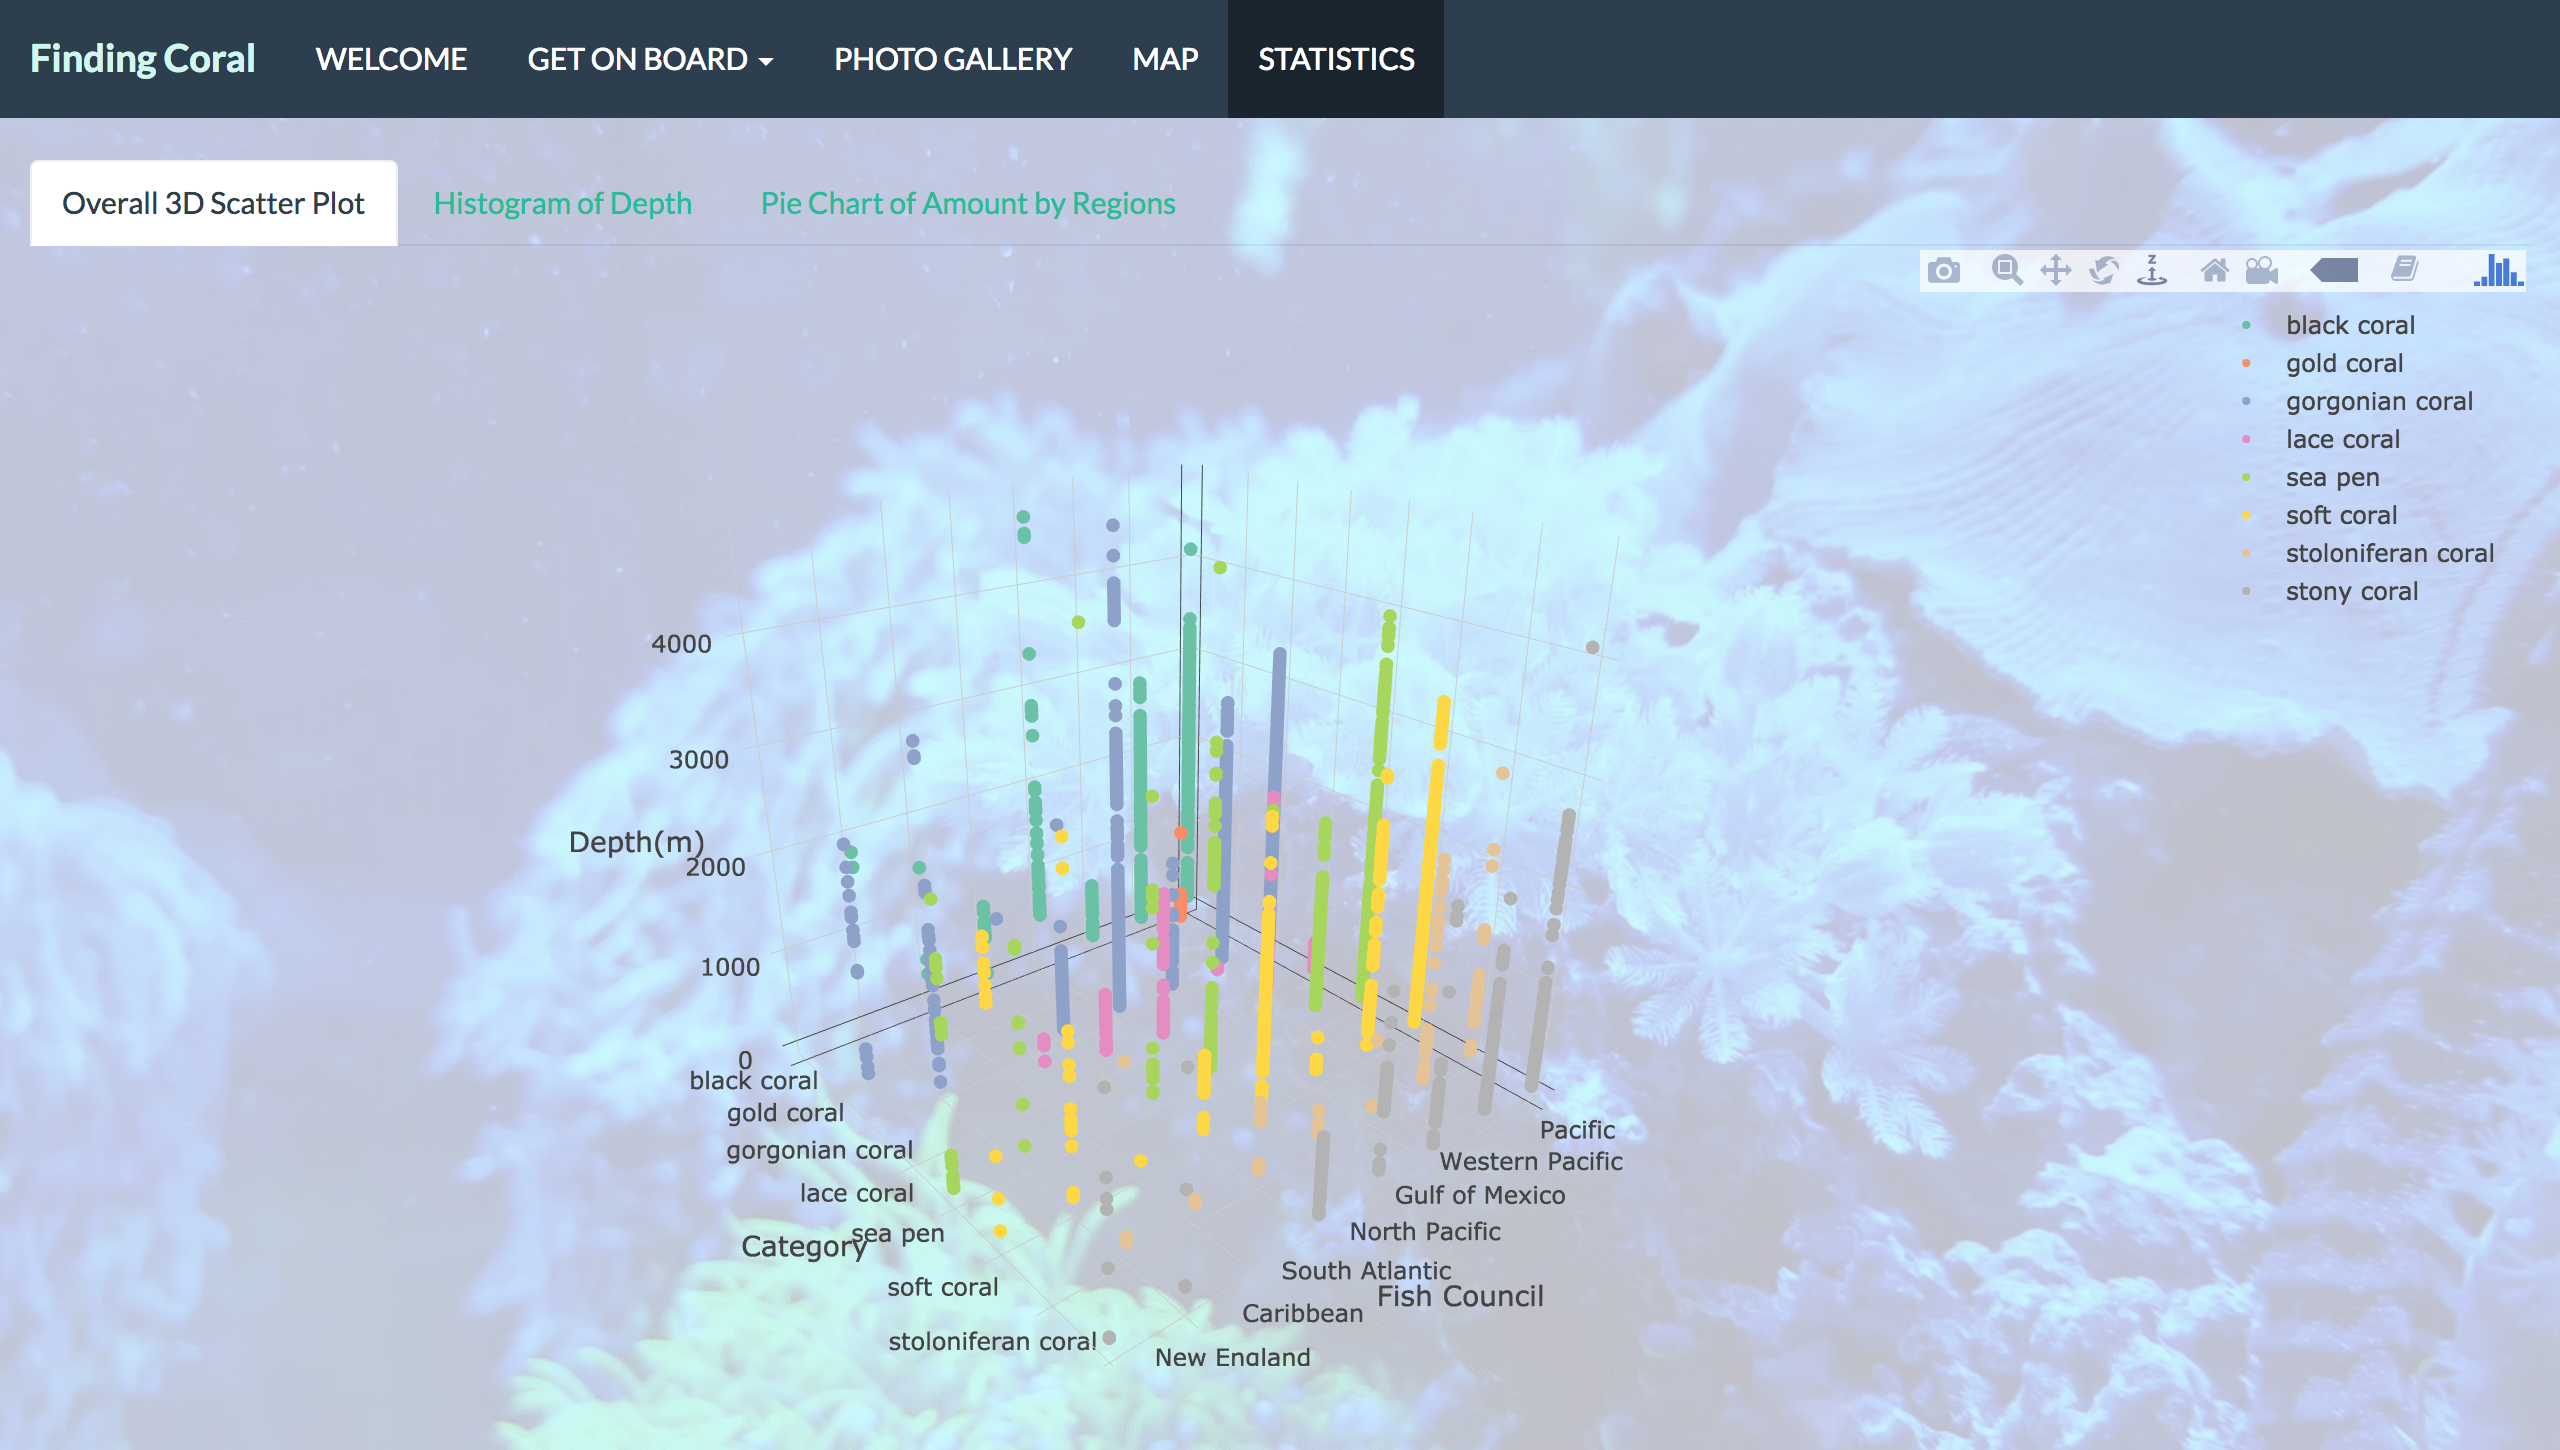 Finding Coral WELCOME GET ON BOARD PHOTO GALLERY MAP STATISTICS
Overall 3D Scatter Plot Histogram of Depth Pie Chart of Amount by Regions
Z
black coral
gold coral
gorgonian coral
lace coral
sea pen
soft coral
stoloniferan coral
stony coral
4000
3000
Depth(m)
2000
1000
0
black coral
gold coral
gorgonian coral
lace coral
sea pen
Category
soft coral
stoloniferan coral
Pacific
Western Pacific
Gulf of Mexico
North Pacific
South Atlantic
Fish Council
Caribbean
New England